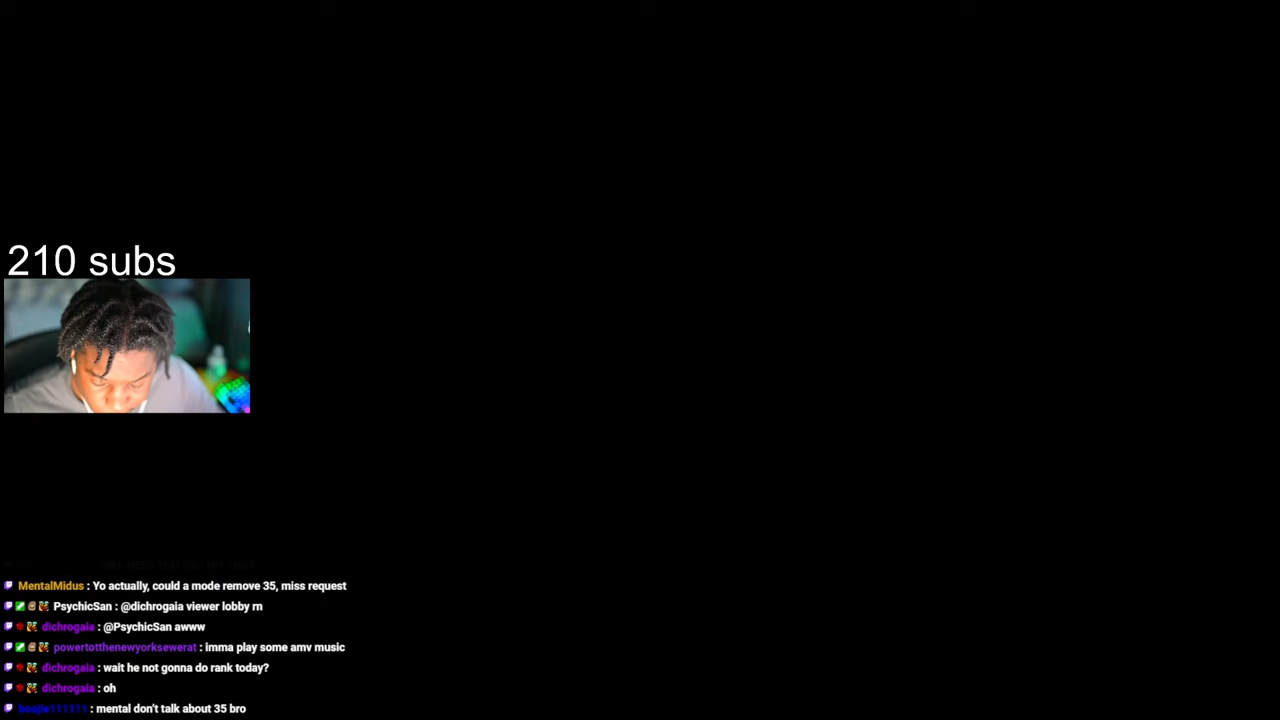 210 subs
MentalMidus : Yo actually, could a mode remove 35, miss request
PsychicSan : @dichrogaia viewer lobby rn
dichrogaia : @PsychicSan awww
powertotthenewyorksewerat : imma play some amv music
dichrogaia : wait he not gonna do rank today?
dichrogaia : oh
boojie111111 : mental don't talk about 35 bro